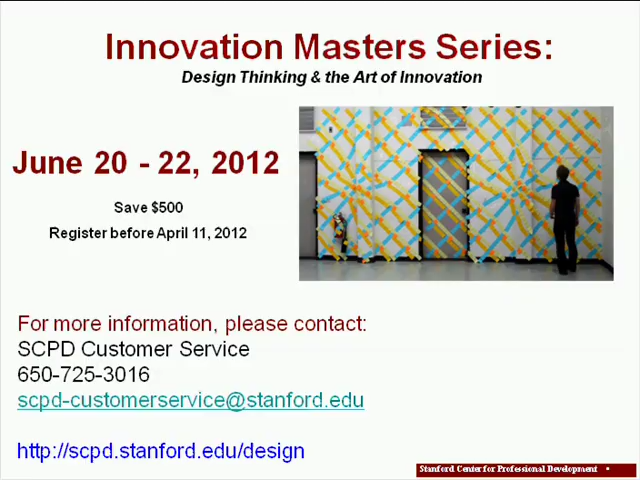 Innovation Masters Series:
Design Thinking & the Art of Innovation
June 20 - 22, 2012
Save $500
Register before April 11, 2012
For more information, please contact:
SCPD Customer Service
650-725-3016
scpd-customerservice@stanford.edu
http://scpd.stanford.edu/design
Stanford Center for Professional Development •